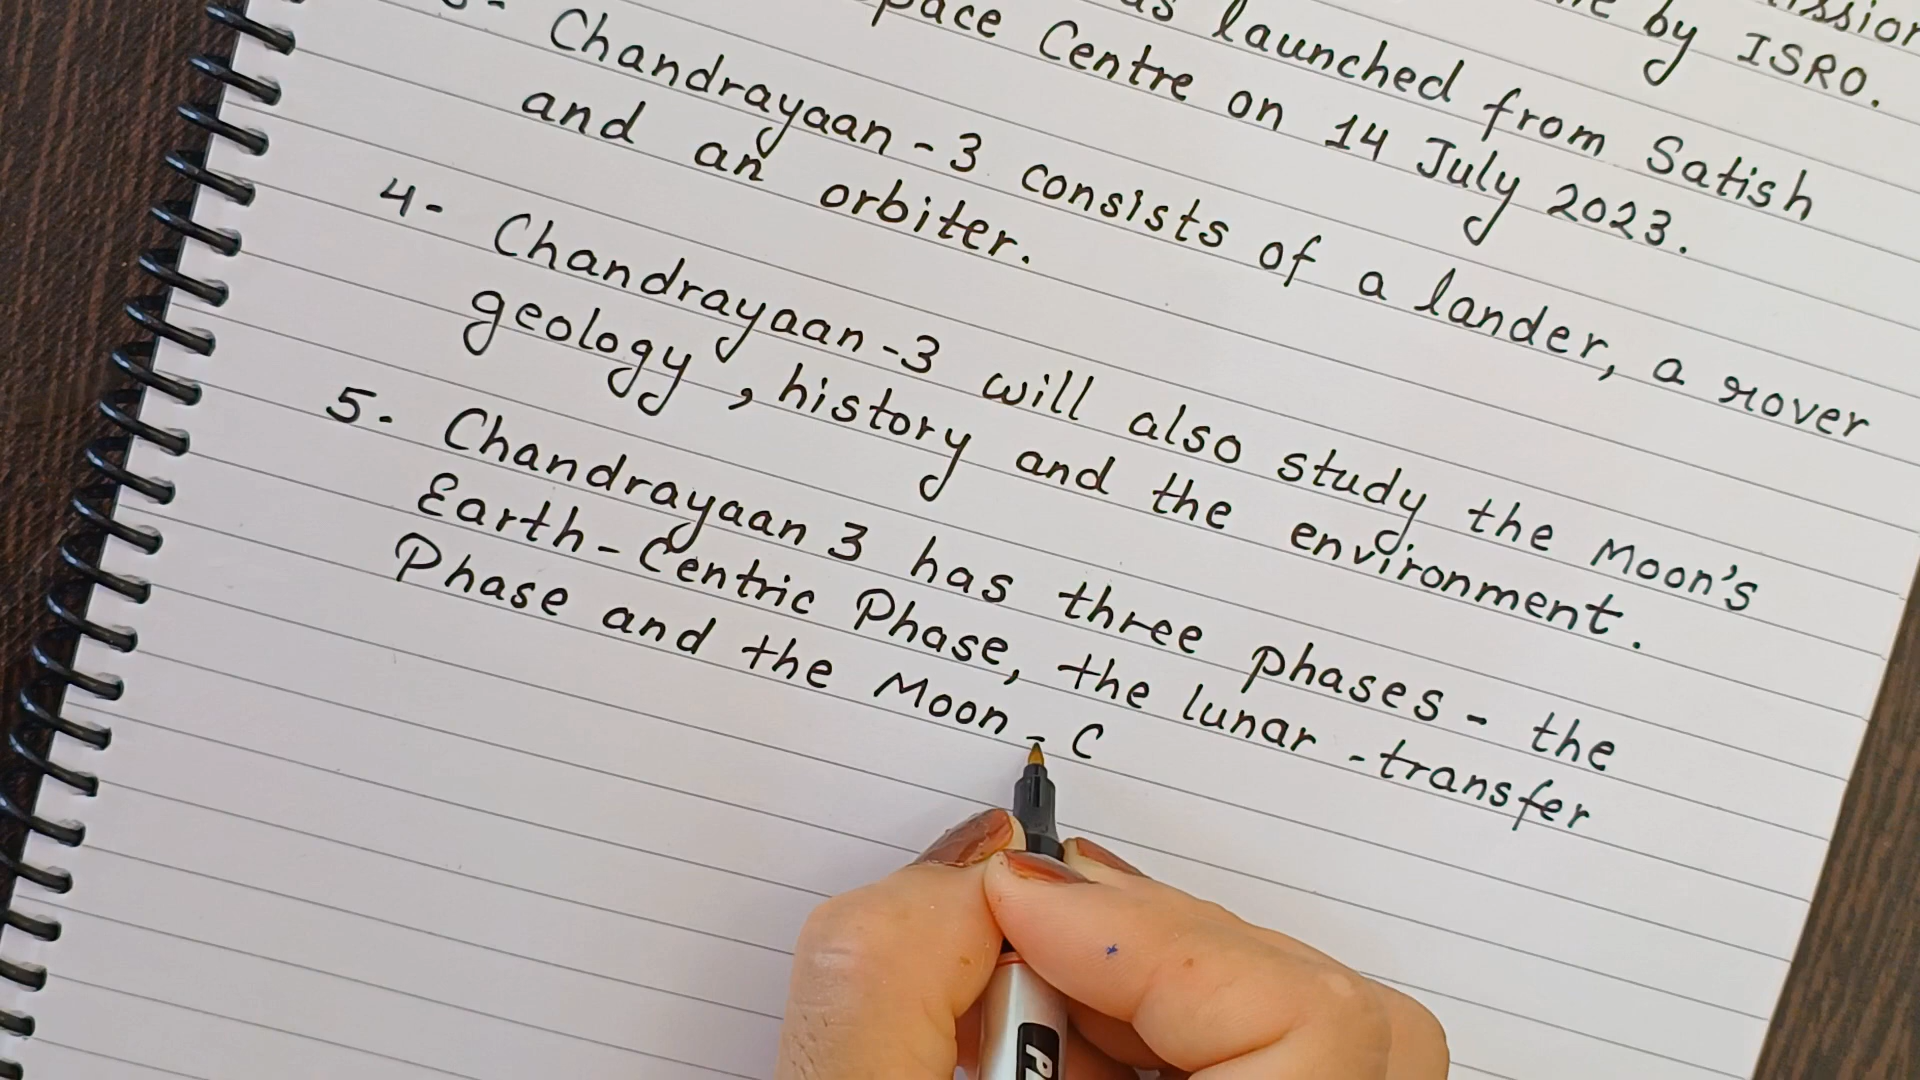 by ISRO.
launched from Satish
Space Centre on 14 July 2023.
3- Chandrayaan-3 consists of a lander, a rover
and an orbiter.
4- Chandrayaan-3 will also study the Moon's
geology, history and the environment.
5- Chandrayaan 3 has three phases - the
Earth-Centric Phase, the lunar-transfer
Phase and the Moon-C